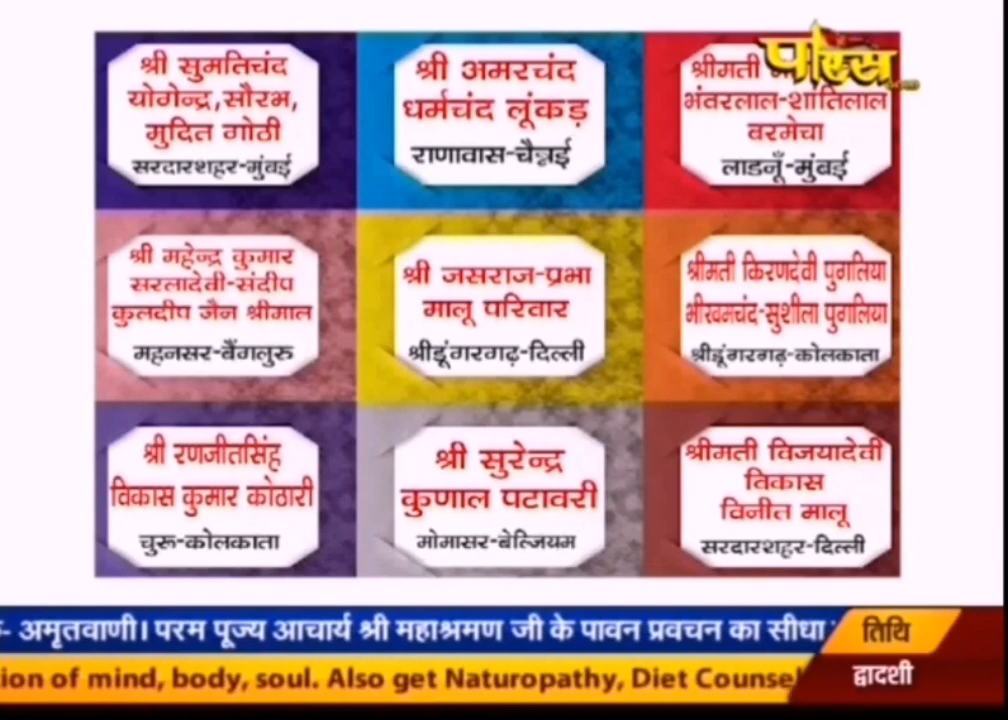 श्री सुमतिचंद
योगेन्द्र, सौरभ,
मुदित गोठी
सरदारशहर-मुंबई
श्री अमरचंद
धर्मचंद लूंकड़
राणावास-चैन्नई
पारस
श्रीमती
भंवरलाल-शांतिलाल
बरमेचा
लाडनूँ-मुंबई
श्री महेन्द्र कुमार
सरलादेवी-संदीप
कुलदीप जैन श्रीमाल
महनसर-बैंगलुरु
श्री जसराज-प्रभा
मालू परिवार
श्रीडूंगरगढ़-दिल्ली
श्रीमती किरणदेवी पुगलिया
भीखमचंद-सुशीला पुगलिया
श्रीडूंगरगढ़-कोलकाता
श्री रणजीतसिंह
विकास कुमार कोठारी
चुरू-कोलकाता
श्री सुरेन्द्र
कुणाल पटावरी
मोमासर-बेल्जियम
श्रीमती विजयादेवी
विकास
विनीत मालू
सरदारशहर-दिल्ली
- अमृतवाणी। परम पूज्य आचार्य श्री महाश्रमण जी के पावन प्रवचन का सीधा
तिथि
ion of mind, body, soul. Also get Naturopathy, Diet Counsel
द्वादशी